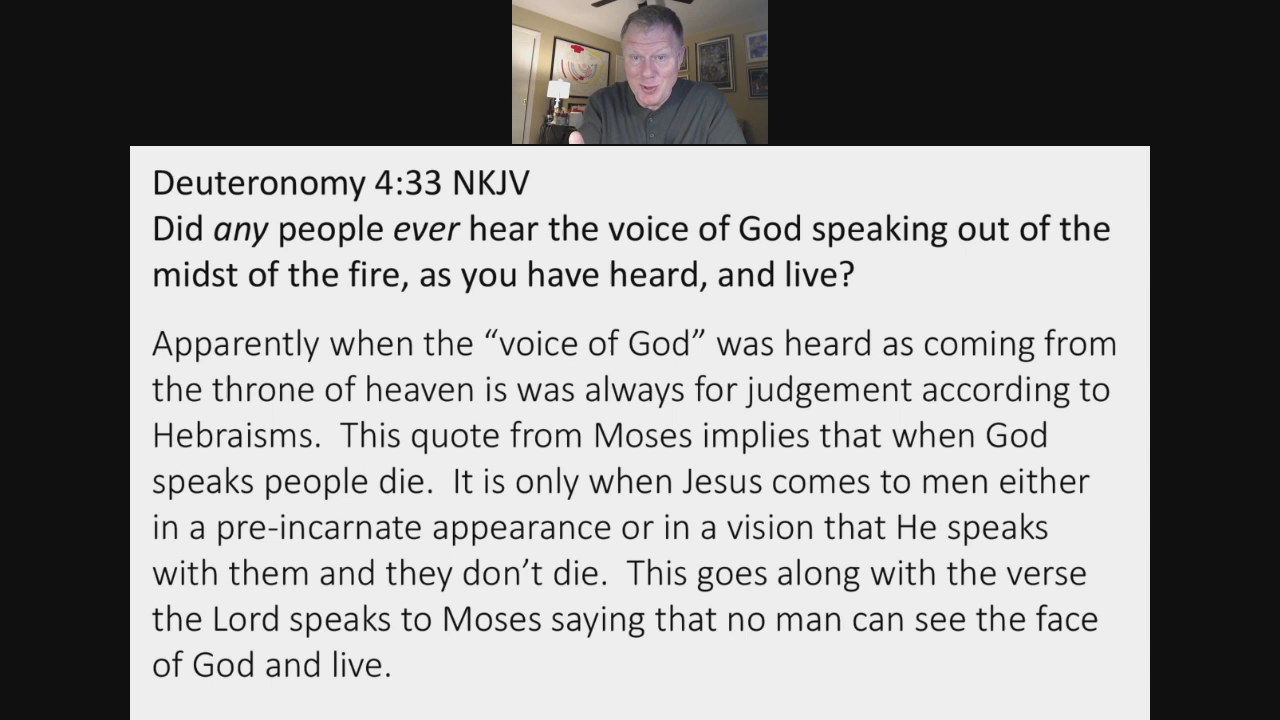 Deuteronomy 4:33 NKJV
Did any people ever hear the voice of God speaking out of the
midst of the fire, as you have heard, and live?
Apparently when the “voice of God” was heard as coming from
the throne of heaven is was always for judgement according to
Hebraisms.  This quote from Moses implies that when God
speaks people die.  It is only when Jesus comes to men either
in a pre-incarnate appearance or in a vision that He speaks
with them and they don’t die.  This goes along with the verse
the Lord speaks to Moses saying that no man can see the face
of God and live.